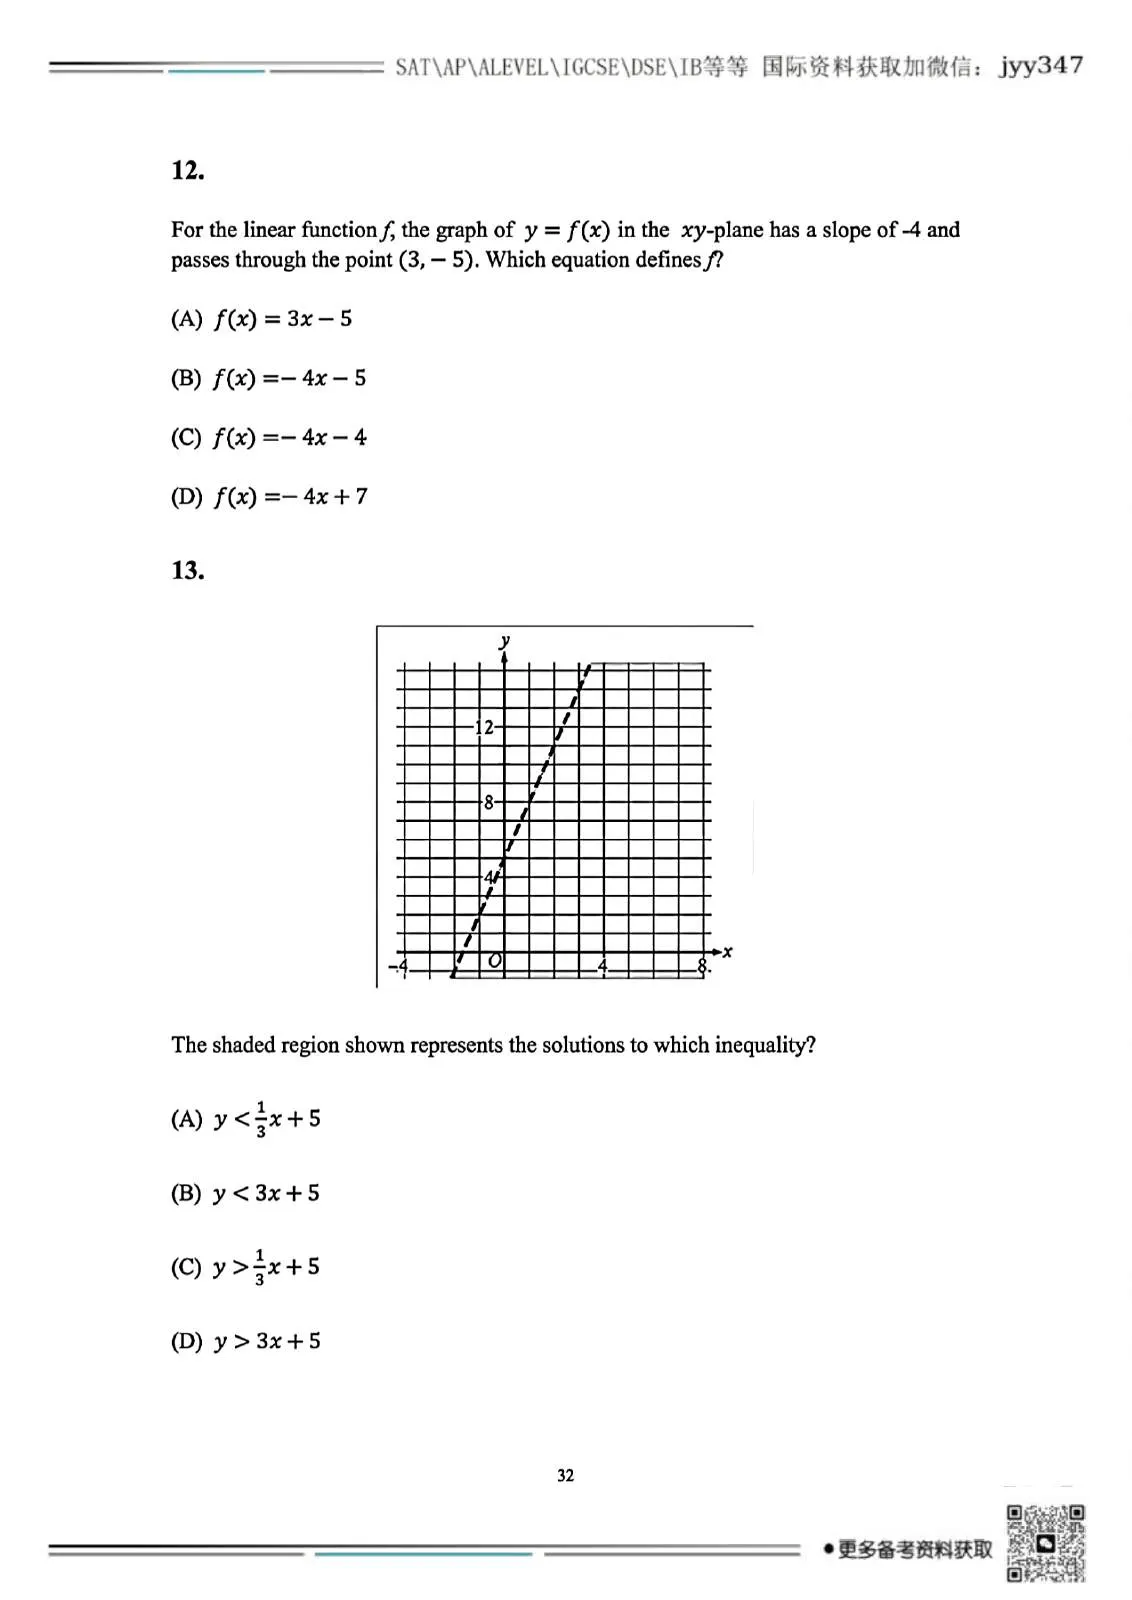 SAT\AP\ALEVEL\IGCSE\DSE\IB等等 国际资料获取加微信：jyy347
12.
For the linear function f, the graph of y = f(x) in the xy-plane has a slope of -4 and
passes through the point (3, − 5). Which equation defines f?
(A) f(x) = 3x − 5
(B) f(x) =− 4x − 5
(C) f(x) =− 4x − 4
(D) f(x) =− 4x + 7
13.
y
12
8
4
O
x
-4
4
8
The shaded region shown represents the solutions to which inequality?
(A) y < 1/3 x + 5
(B) y < 3x + 5
(C) y > 1/3 x + 5
(D) y > 3x + 5
32
●更多备考资料获取